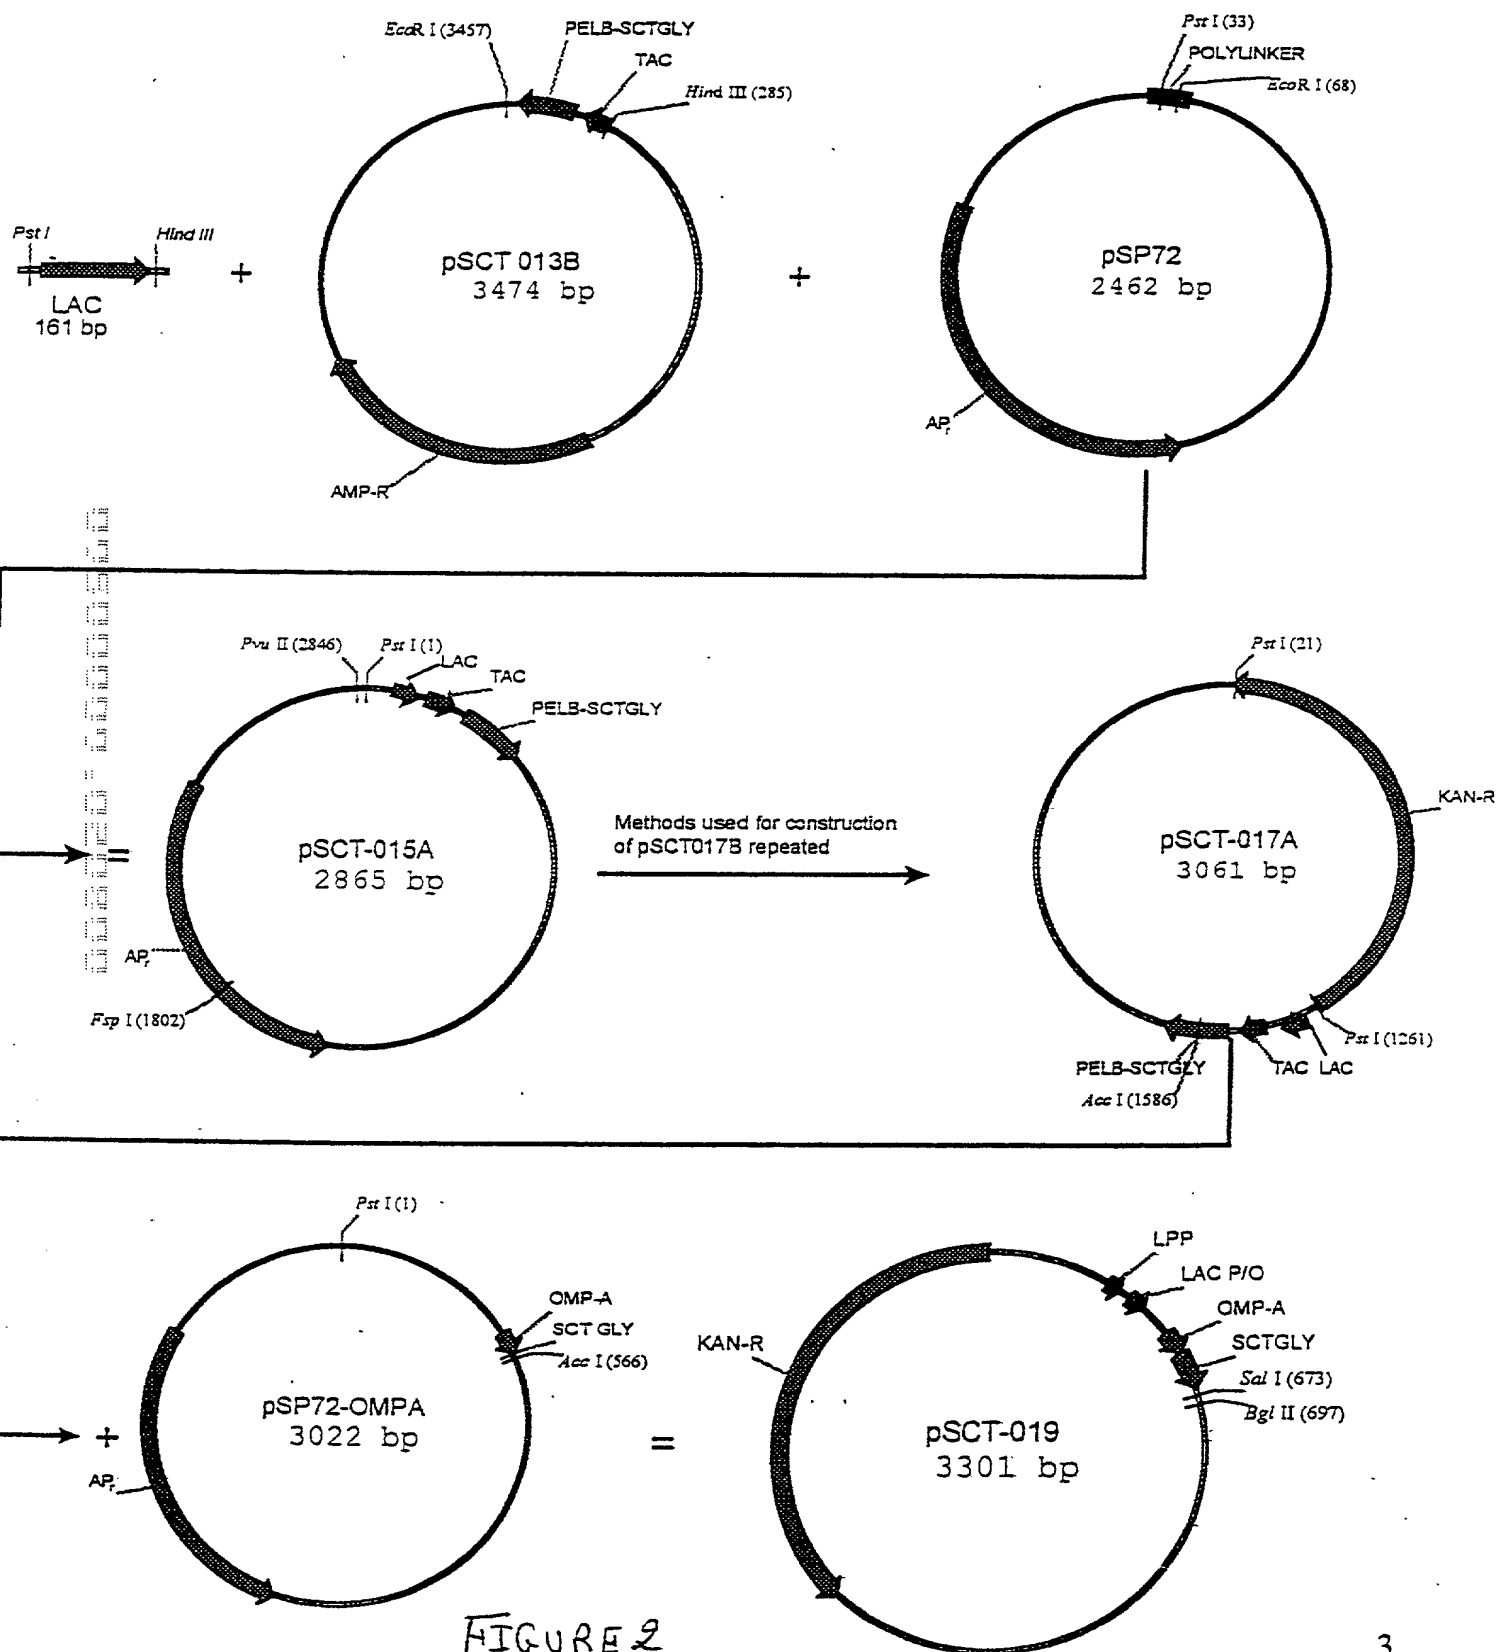 EcoR I (3457)
PELB-SCTGLY
TAC
Hind III (285)
Pst I (33)
POLYLINKER
EcoR I (68)
Pst I
Hind III
LAC
161 bp
+
pSCT 013B
3474 bp
+
pSP72
2462 bp
AMP-R
APr
Pvu II (2846)
Pst I (1)
LAC
TAC
PELB-SCTGLY
=
pSCT-015A
2865 bp
APr
Fsp I (1802)
Methods used for construction
of pSCT017B repeated
Pst I (21)
KAN-R
pSCT-017A
3061 bp
Pst I (1261)
PELB-SCTGLY
TAC LAC
Acc I (1586)
Pst I (1)
OMP-A
SCT GLY
Acc I (566)
+
pSP72-OMPA
3022 bp
APr
=
LPP
LAC P/O
OMP-A
SCTGLY
Sal I (673)
Bgl II (697)
KAN-R
pSCT-019
3301 bp
FIGURE 2
3